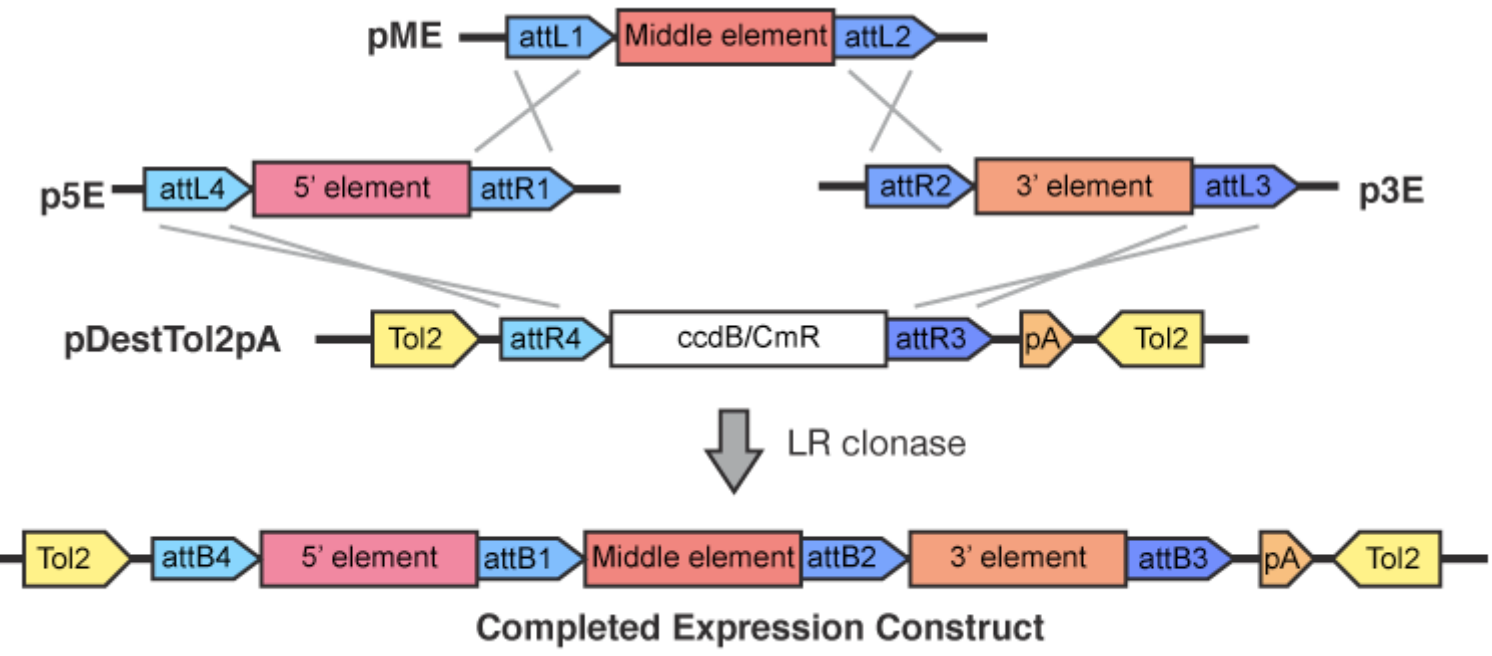 pME attL1 Middle element attL2
p5E attL4 5’ element attR1 attR2 3’ element attL3 p3E
pDestTol2pA Tol2 attR4 ccdB/CmR attR3 pA Tol2
LR clonase
Tol2 attB4 5’ element attB1 Middle element attB2 3’ element attB3 pA Tol2
Completed Expression Construct